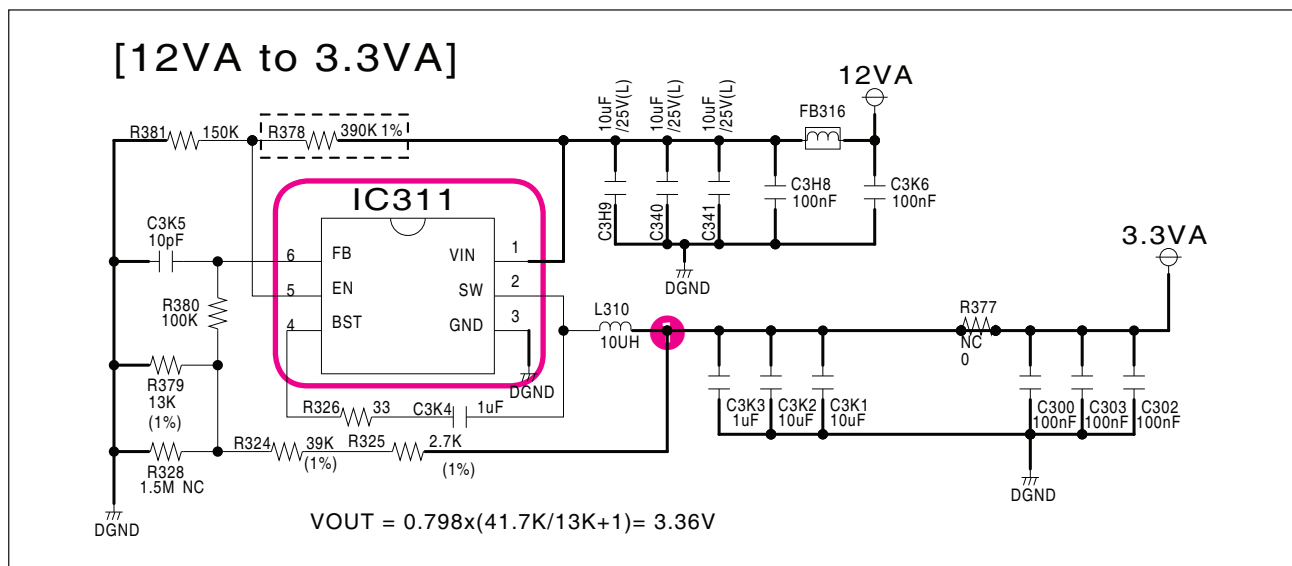 [12VA to 3.3VA]
12VA
10uF
/25V(L)
10uF
/25V(L)
10uF
/25V(L)
FB316
R381
150K
R378
390K 1%
IC311
C3H9
C340
C341
C3H8
100nF
C3K6
100nF
C3K5
10pF
6
FB
VIN
1
5
EN
SW
2
4
BST
GND
3
DGND
3.3VA
R380
100K
L310
10UH
1
R377
NC
0
DGND
R379
13K
(1%)
R326
33
C3K4
1uF
C3K3
1uF
C3K2
10uF
C3K1
10uF
C300
100nF
C303
100nF
C302
100nF
R328
1.5M NC
R324
39K
(1%)
R325
2.7K
(1%)
DGND
DGND
VOUT = 0.798x(41.7K/13K+1)= 3.36V